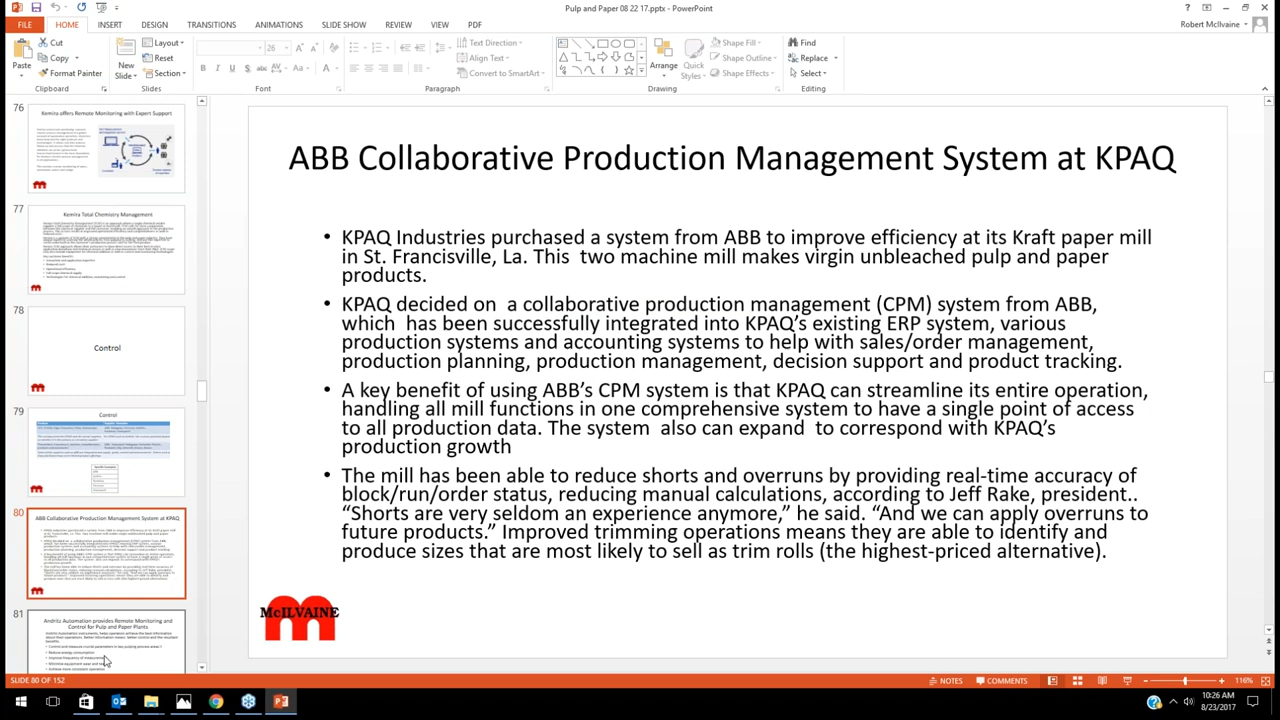 Pulp and Paper 08 22 17.pptx - PowerPoint
FILE HOME INSERT DESIGN TRANSITIONS ANIMATIONS SLIDE SHOW REVIEW VIEW PDF
Robert McIlvaine
Paste
Cut
Copy
Format Painter
Clipboard
New
Slide
Layout
Reset
Section
Slides
26
Font
Text Direction
Align Text
Convert to SmartArt
Paragraph
Arrange
Quick
Styles
Shape Fill
Shape Outline
Shape Effects
Drawing
Find
Replace
Select
Editing
76
Kemira offers Remote Monitoring with Expert Support
77
Kemira Total Chemistry Management
78
Control
79
Control
80
ABB Collaborative Production Management System at KPAQ
81
Andritz Automation provides Remote Monitoring and
Control for Pulp and Paper Plants
ABB Collaborative Production Management System at KPAQ
• KPAQ Industries purchased a system from ABB to improve efficiency at its Kraft paper mill
in St. Francisville, La. This two machine mill makes virgin unbleached pulp and paper
products.
• KPAQ decided on a collaborative production management (CPM) system from ABB,
which has been successfully integrated into KPAQ's existing ERP system, various
production systems and accounting systems to help with sales/order management,
production planning, production management, decision support and product tracking.
• A key benefit of using ABB's CPM system is that KPAQ can streamline its entire operation,
handling all mill functions in one comprehensive system to have a single point of access
to all production data. The system also can expand to correspond with KPAQ's
production growth
• The mill has been able to reduce shorts and overruns by providing real-time accuracy of
block/run/order status, reducing manual calculations, according to Jeff Rake, president..
“Shorts are very seldom an experience anymore,” he said. “And we can apply overruns to
future products.” Improved trimming operations means they are able to identify and
produce sizes that are most likely to sell as trim rolls (the highest-priced alternative).
McILVAINE
SLIDE 80 OF 152
NOTES
COMMENTS
116%
10:26 AM
8/23/2017